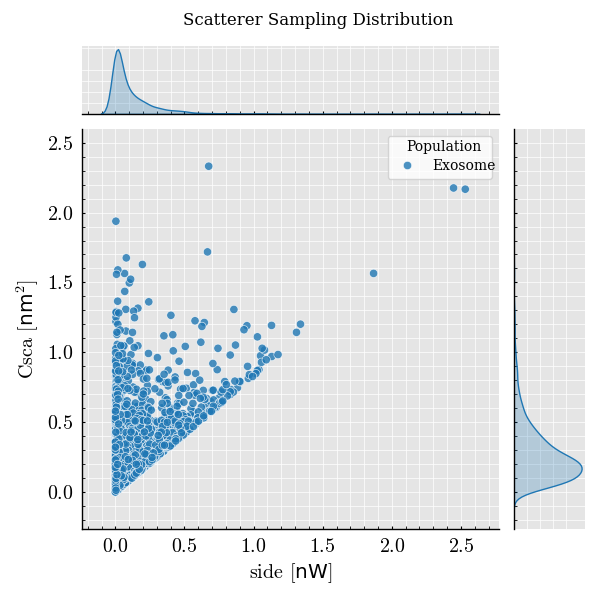 Scatterer Sampling Distribution
Population
Exosome
2.5
2.0
1.5
1.0
0.5
0.0
Csca [nm²]
0.0 0.5 1.0 1.5 2.0 2.5
side [nW]